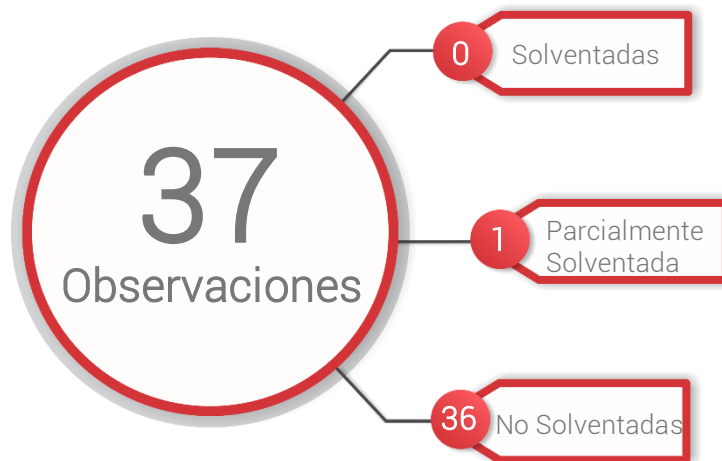 37
Observaciones
0
Solventadas
1
Parcialmente
Solventada
36
No Solventadas